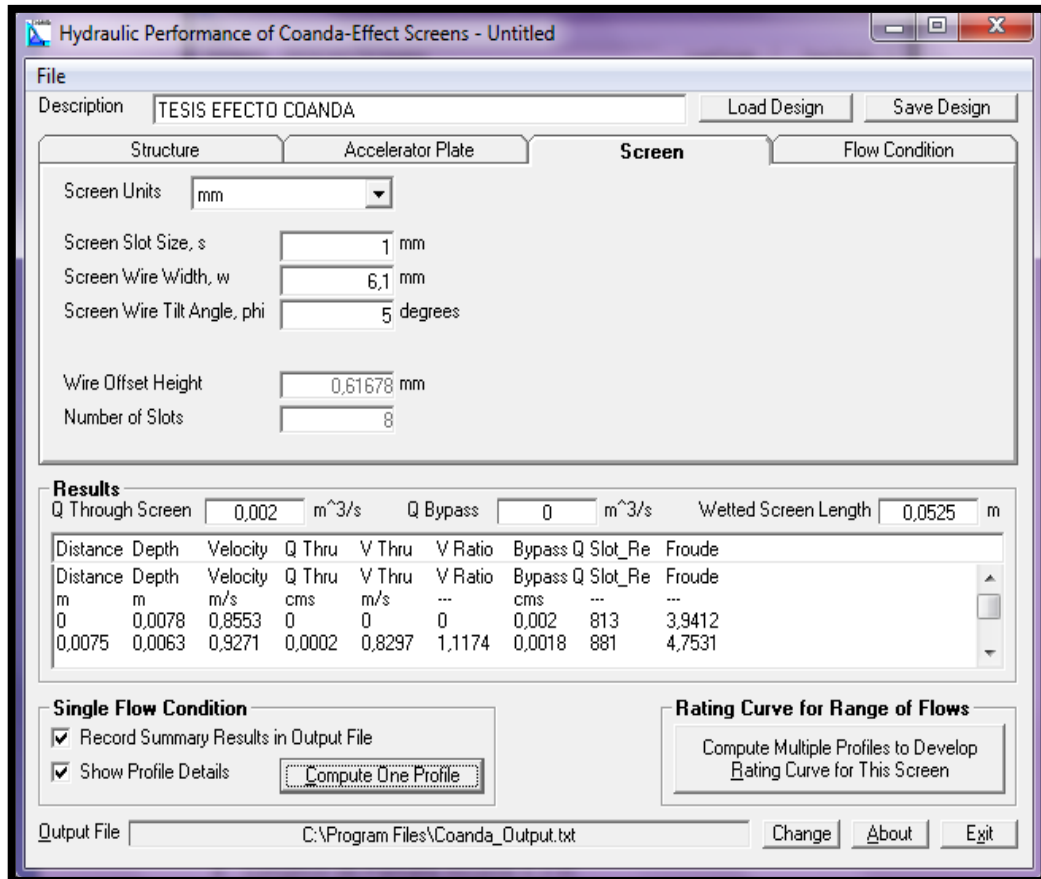 Hydraulic Performance of Coanda-Effect Screens - Untitled
File
Description TESIS EFECTO COANDA Load Design Save Design
Structure Accelerator Plate Screen Flow Condition
Screen Units mm
Screen Slot Size, s 1 mm
Screen Wire Width, w 6,1 mm
Screen Wire Tilt Angle, phi 5 degrees
Wire Offset Height 0,61678 mm
Number of Slots 8
Results
Q Through Screen 0,002 m^3/s Q Bypass 0 m^3/s Wetted Screen Length 0,0525 m
Distance Depth Velocity Q Thru V Thru V Ratio Bypass Q Slot_Re Froude
Distance Depth Velocity Q Thru V Thru V Ratio Bypass Q Slot_Re Froude
m m m/s cms m/s --- cms --- ---
0 0,0078 0,8553 0 0 0 0,002 813 3,9412
0,0075 0,0063 0,9271 0,0002 0,8297 1,1174 0,0018 881 4,7531
Single Flow Condition
Record Summary Results in Output File
Show Profile Details Compute One Profile
Rating Curve for Range of Flows
Compute Multiple Profiles to Develop
Rating Curve for This Screen
Output File C:\Program Files\Coanda_Output.txt Change About Exit